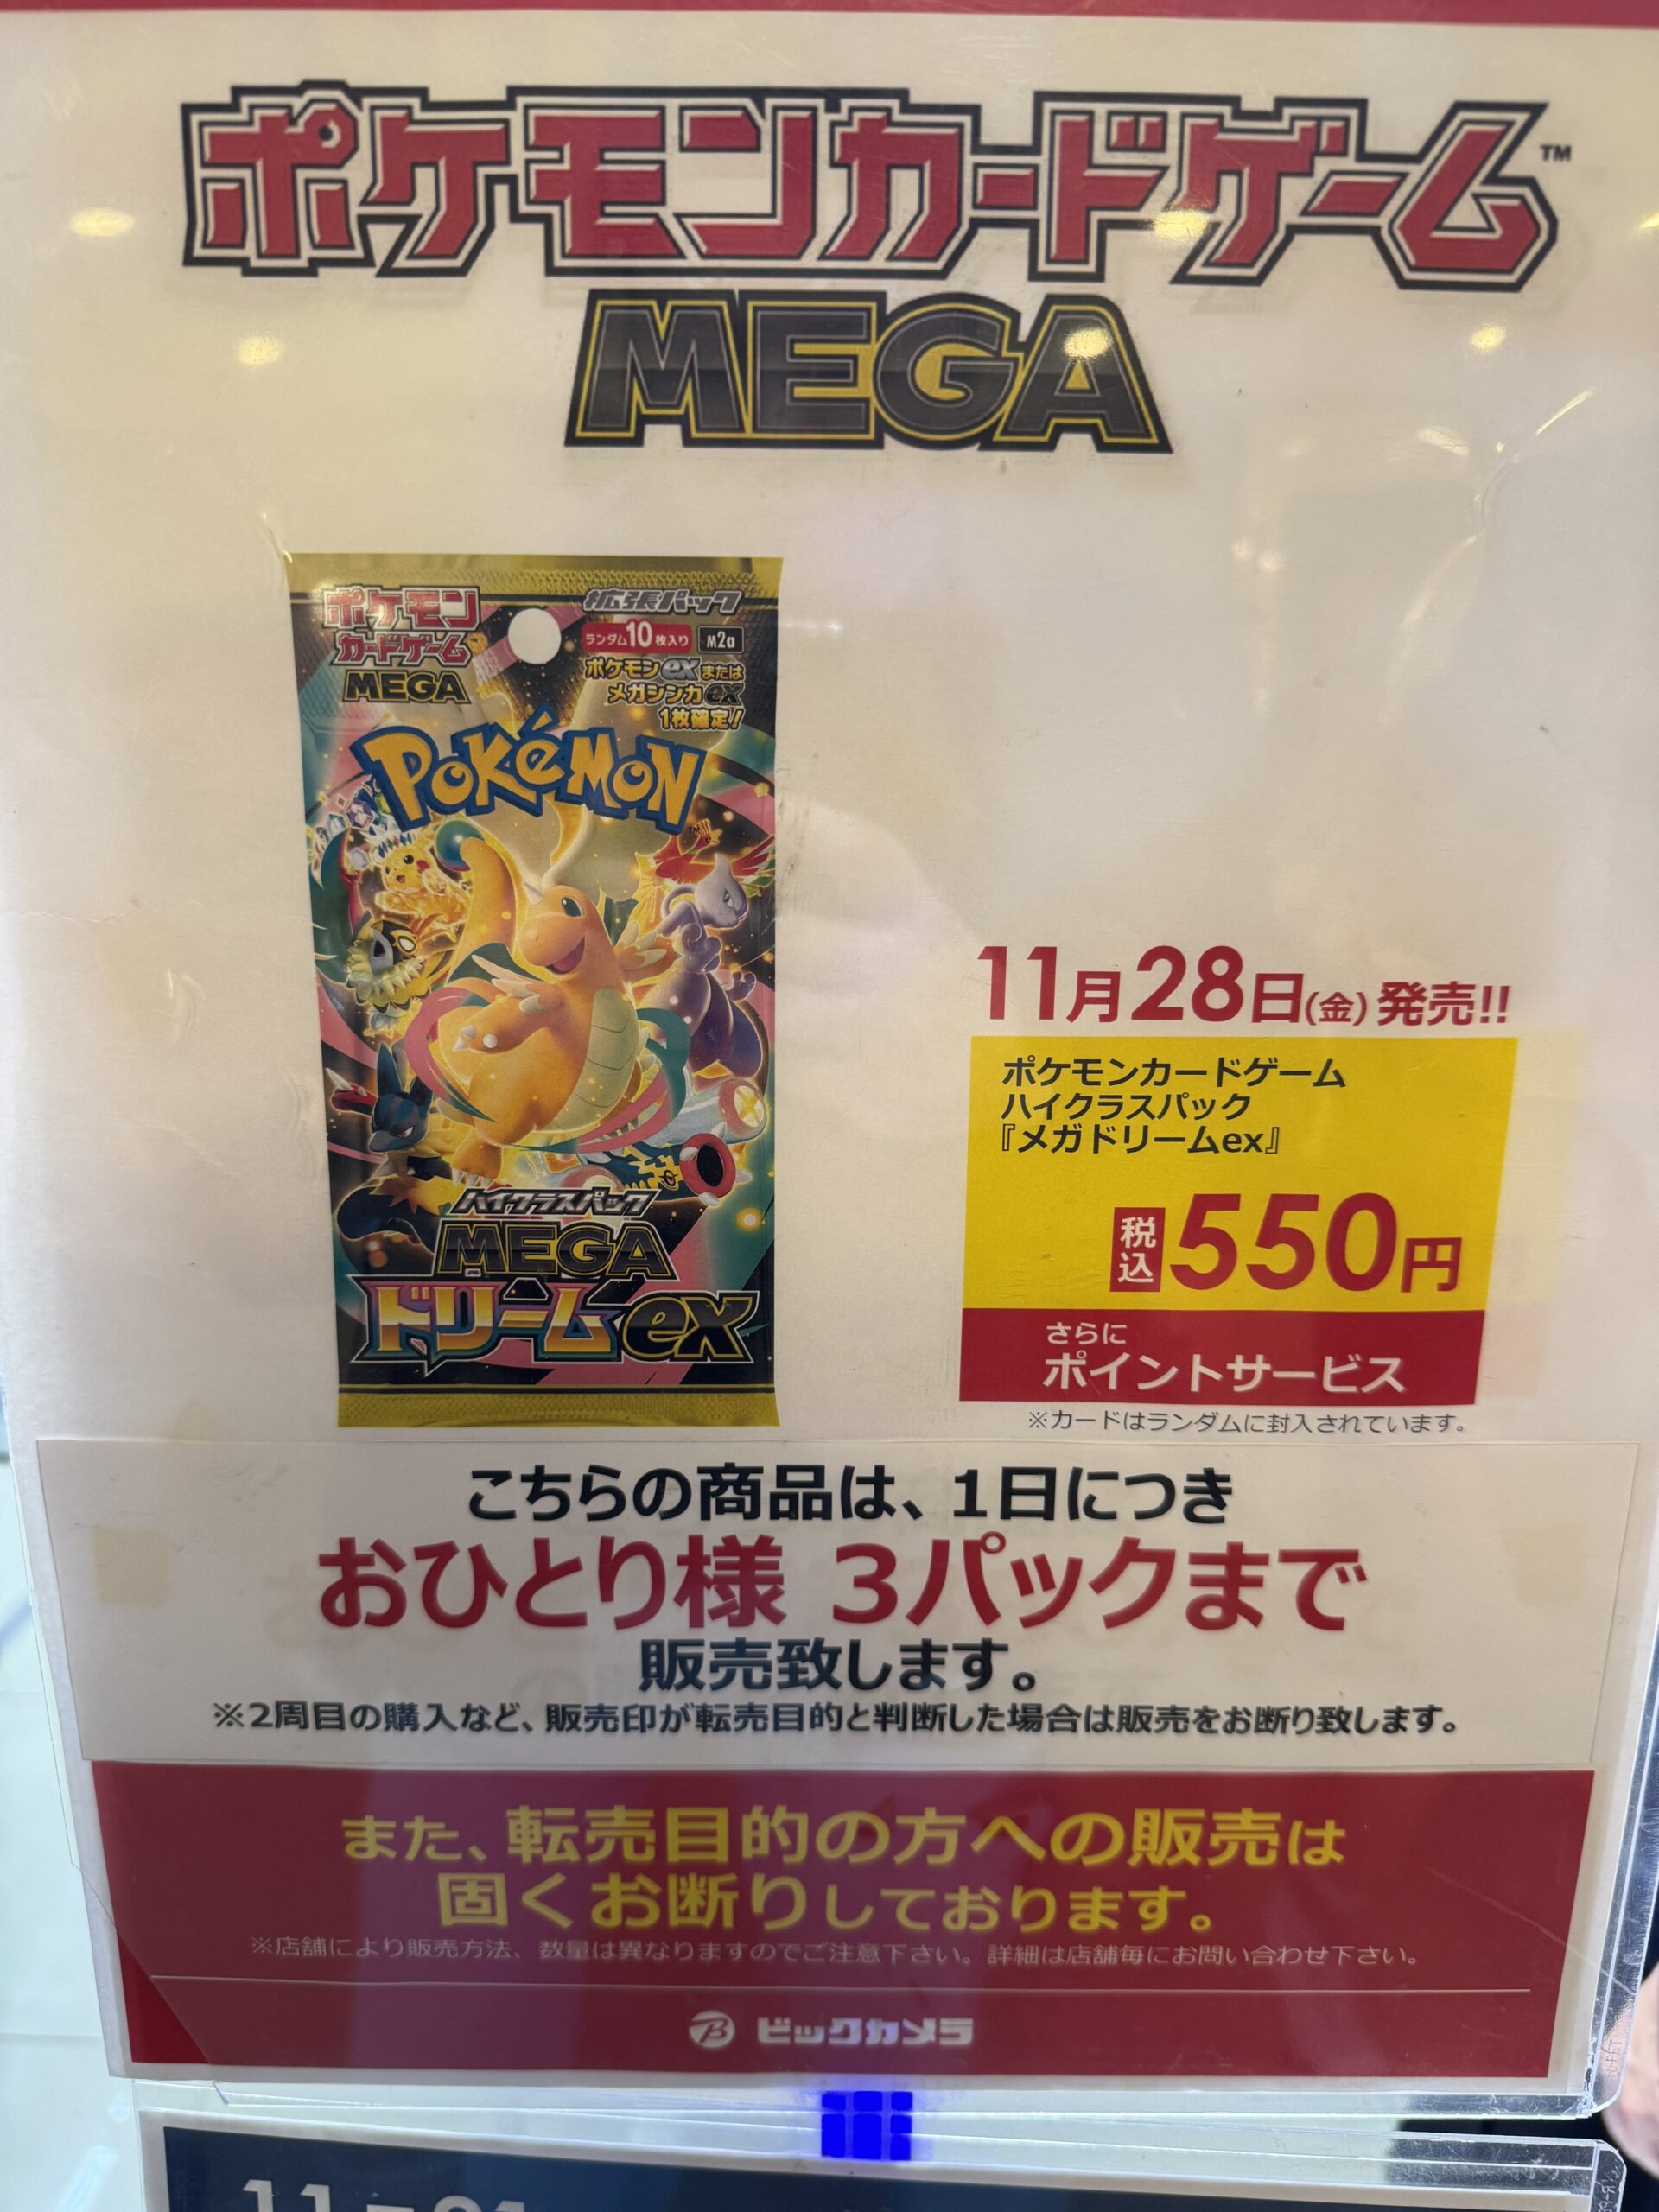 ポケモンカードゲーム™
MEGA
ポケモン
カードゲーム
MEGA
拡張パック
ランダム10枚入り M2a
ポケモンexまたは
メガシンカex
1枚確定!
POKéMON
ハイクラスパック
MEGA
ドリームex
11月28日(金)発売!!
ポケモンカードゲーム
ハイクラスパック
『メガドリームex』
税込550円
さらに
ポイントサービス
※カードはランダムに封入されています。
こちらの商品は、1日につき
おひとり様 3パックまで
販売致します。
※2周目の購入など、販売印が転売目的と判断した場合は販売をお断り致します。
また、転売目的の方への販売は
固くお断りしております。
※店舗により販売方法、数量は異なりますのでご注意下さい。詳細は店舗毎にお問い合わせ下さい。
B ビックカメラ